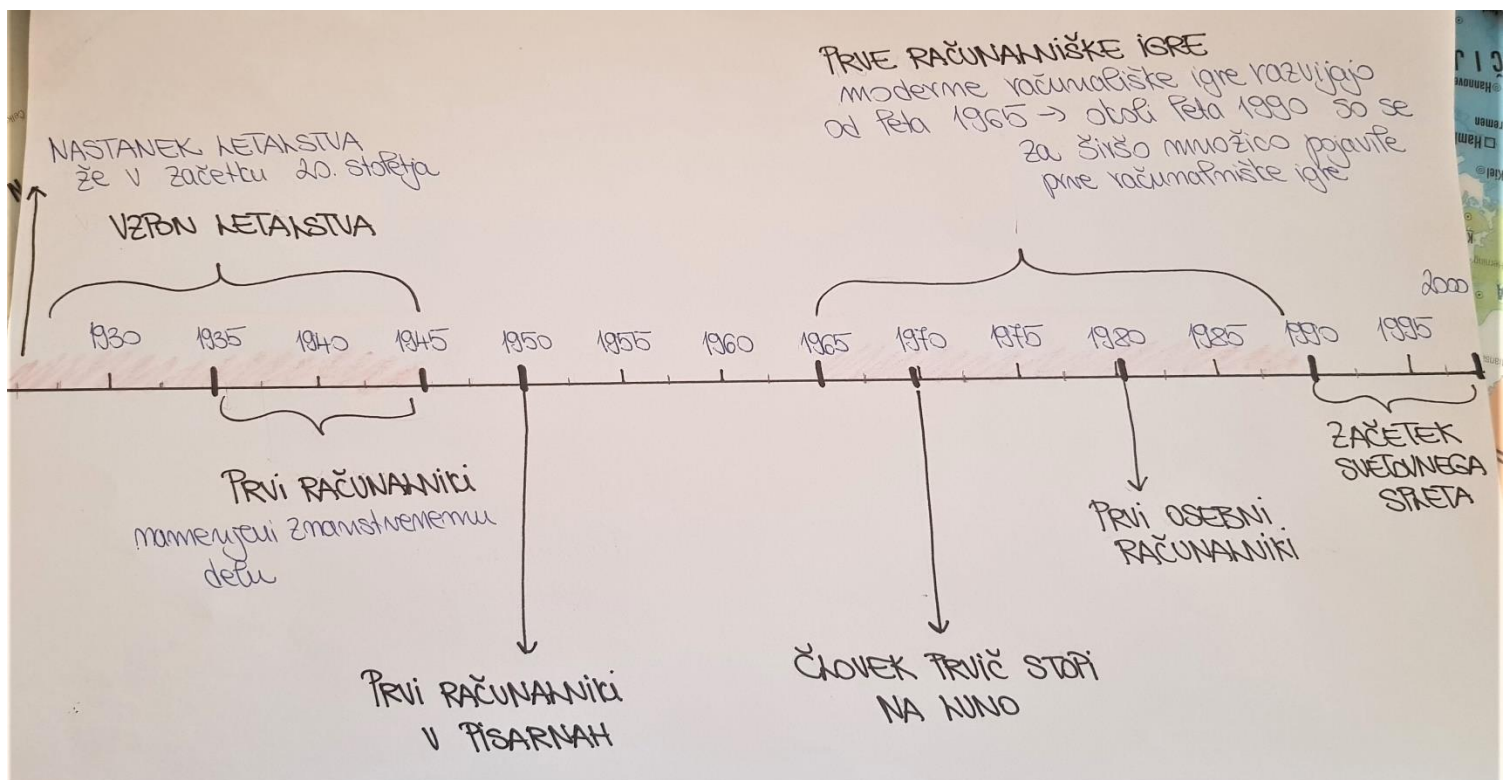 PRVE RAČUNALNIŠKE IGRE
moderne računališke igre razvijajo
od leta 1965 → okoli leta 1990 so se
za širšo množico pojavile
prve računalniške igre
NASTANEK LETALSTVA
že v začetku 20. stoletja
VZPON LETALSTVA
1930 1935 1940 1945 1950 1955 1960 1965 1970 1975 1980 1985 1990 1995 2000
PRVI RAČUNALNIKI
namenjeni znanstvenemu
delu
PRVI RAČUNALNIKI
V PISARNAH
ČLOVEK PRVIČ STOPI
NA LUNO
PRVI OSEBNI
RAČUNALNIKI
ZAČETEK
SVETOVNEGA
SPLETA
Hannover
Kiel